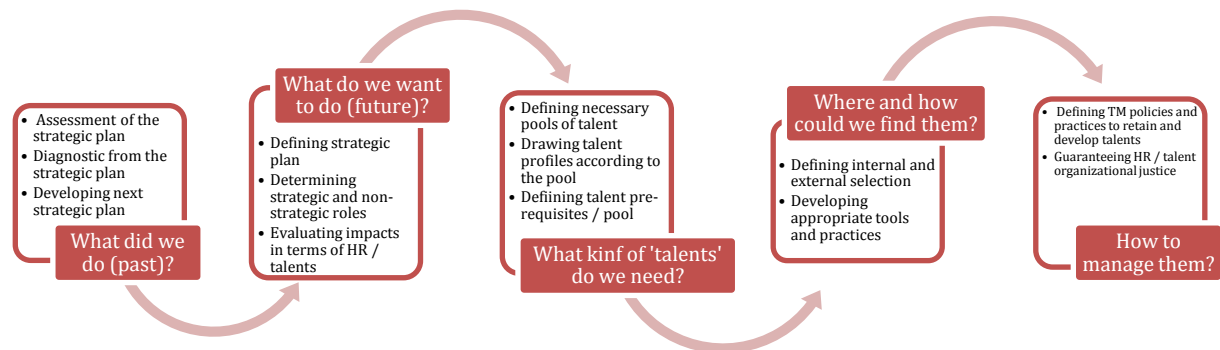 • Assessment of the
strategic plan
• Diagnostic from the
strategic plan
• Developing next
strategic plan
What did we
do (past)?
What do we want
to do (future)?
• Defining strategic
plan
• Determining
strategic and non-
strategic roles
• Evaluating impacts
in terms of HR /
talents
• Defining necessary
pools of talent
• Drawing talent
profiles according to
the pool
• Defiining talent pre-
requisites / pool
What kinf of 'talents'
do we need?
Where and how
could we find them?
• Defining internal and
external selection
• Developing
appropriate tools
and practices
• Defining TM policies and
practices to retain and
develop talents
• Guaranteeing HR / talent
organizational justice
How to
manage them?